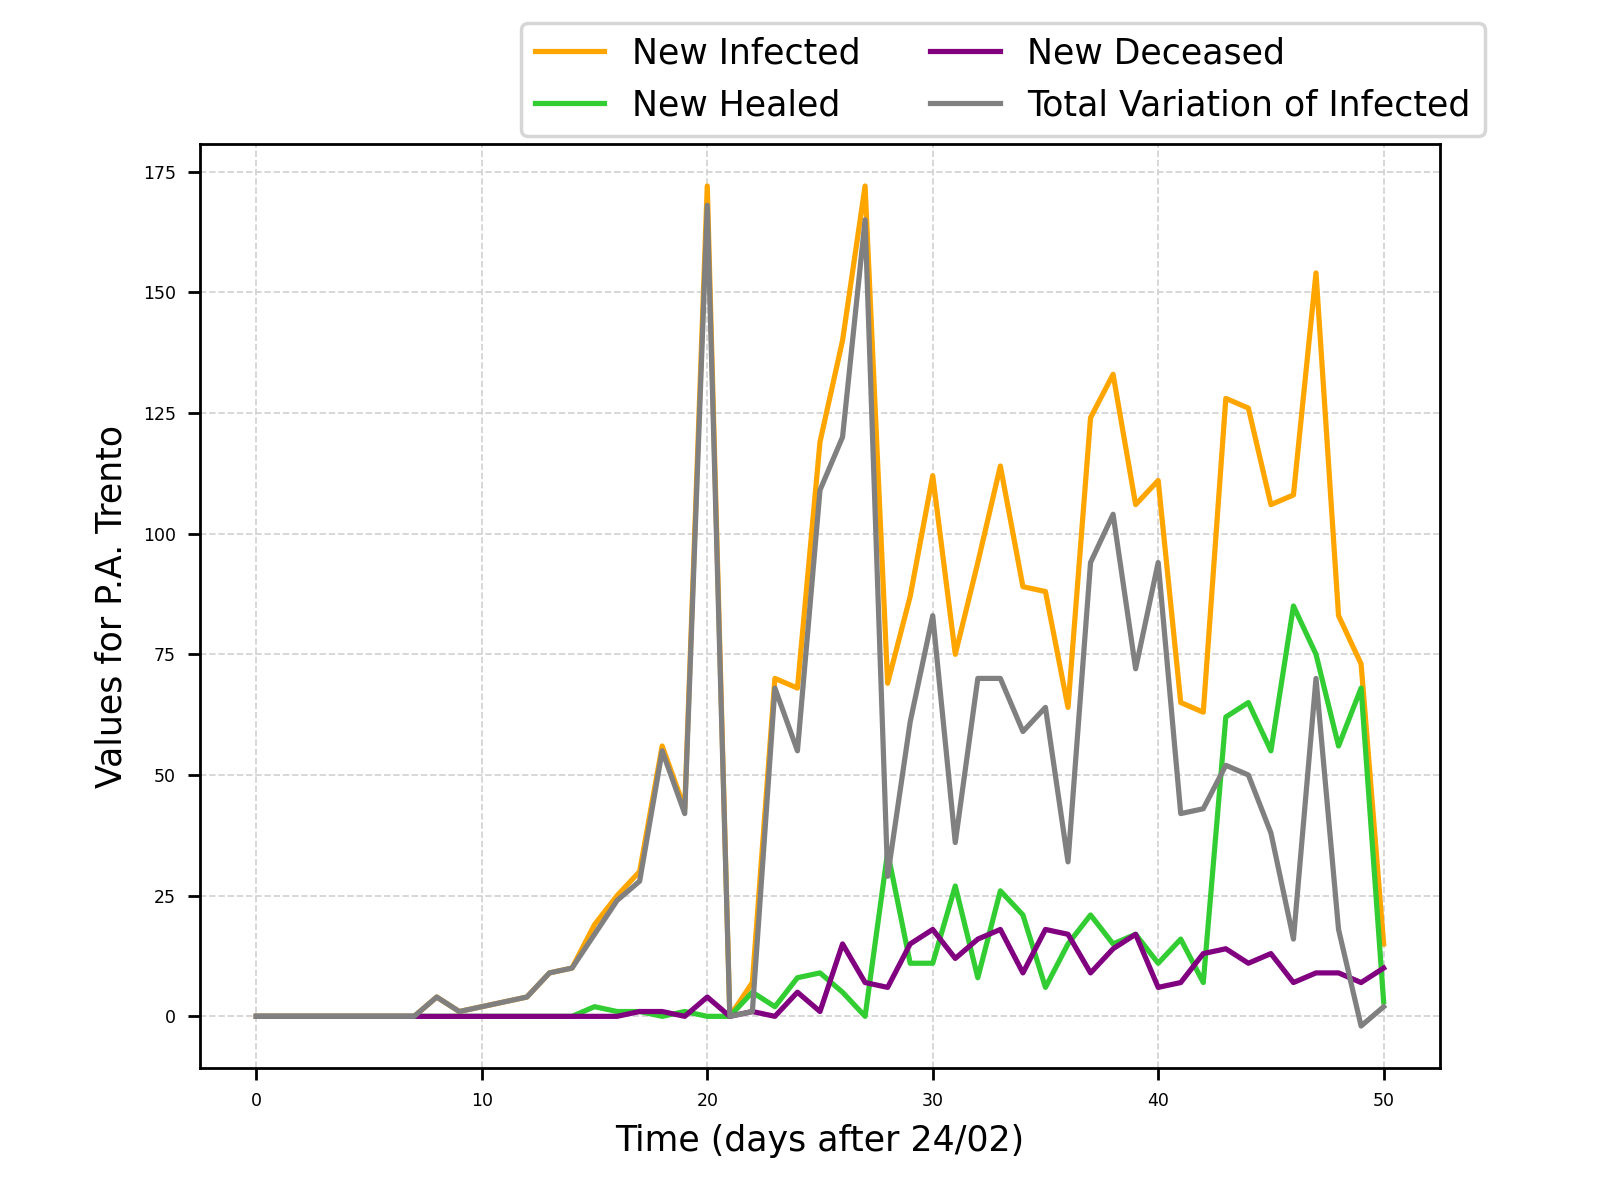 New Infected
New Healed
New Deceased
Total Variation of Infected
175
150
125
100
75
50
25
0
0 10 20 30 40 50
Values for P.A. Trento
Time (days after 24/02)